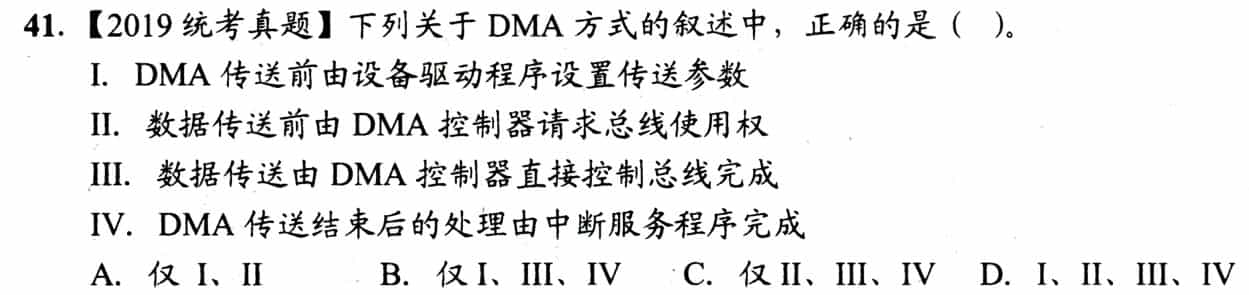 41.【2019 统考真题】下列关于 DMA 方式的叙述中，正确的是（  ）。
I. DMA 传送前由设备驱动程序设置传送参数
II. 数据传送前由 DMA 控制器请求总线使用权
III. 数据传送由 DMA 控制器直接控制总线完成
IV. DMA 传送结束后的处理由中断服务程序完成
A. 仅 I、II B. 仅 I、III、IV C. 仅 II、III、IV D. I、II、III、IV